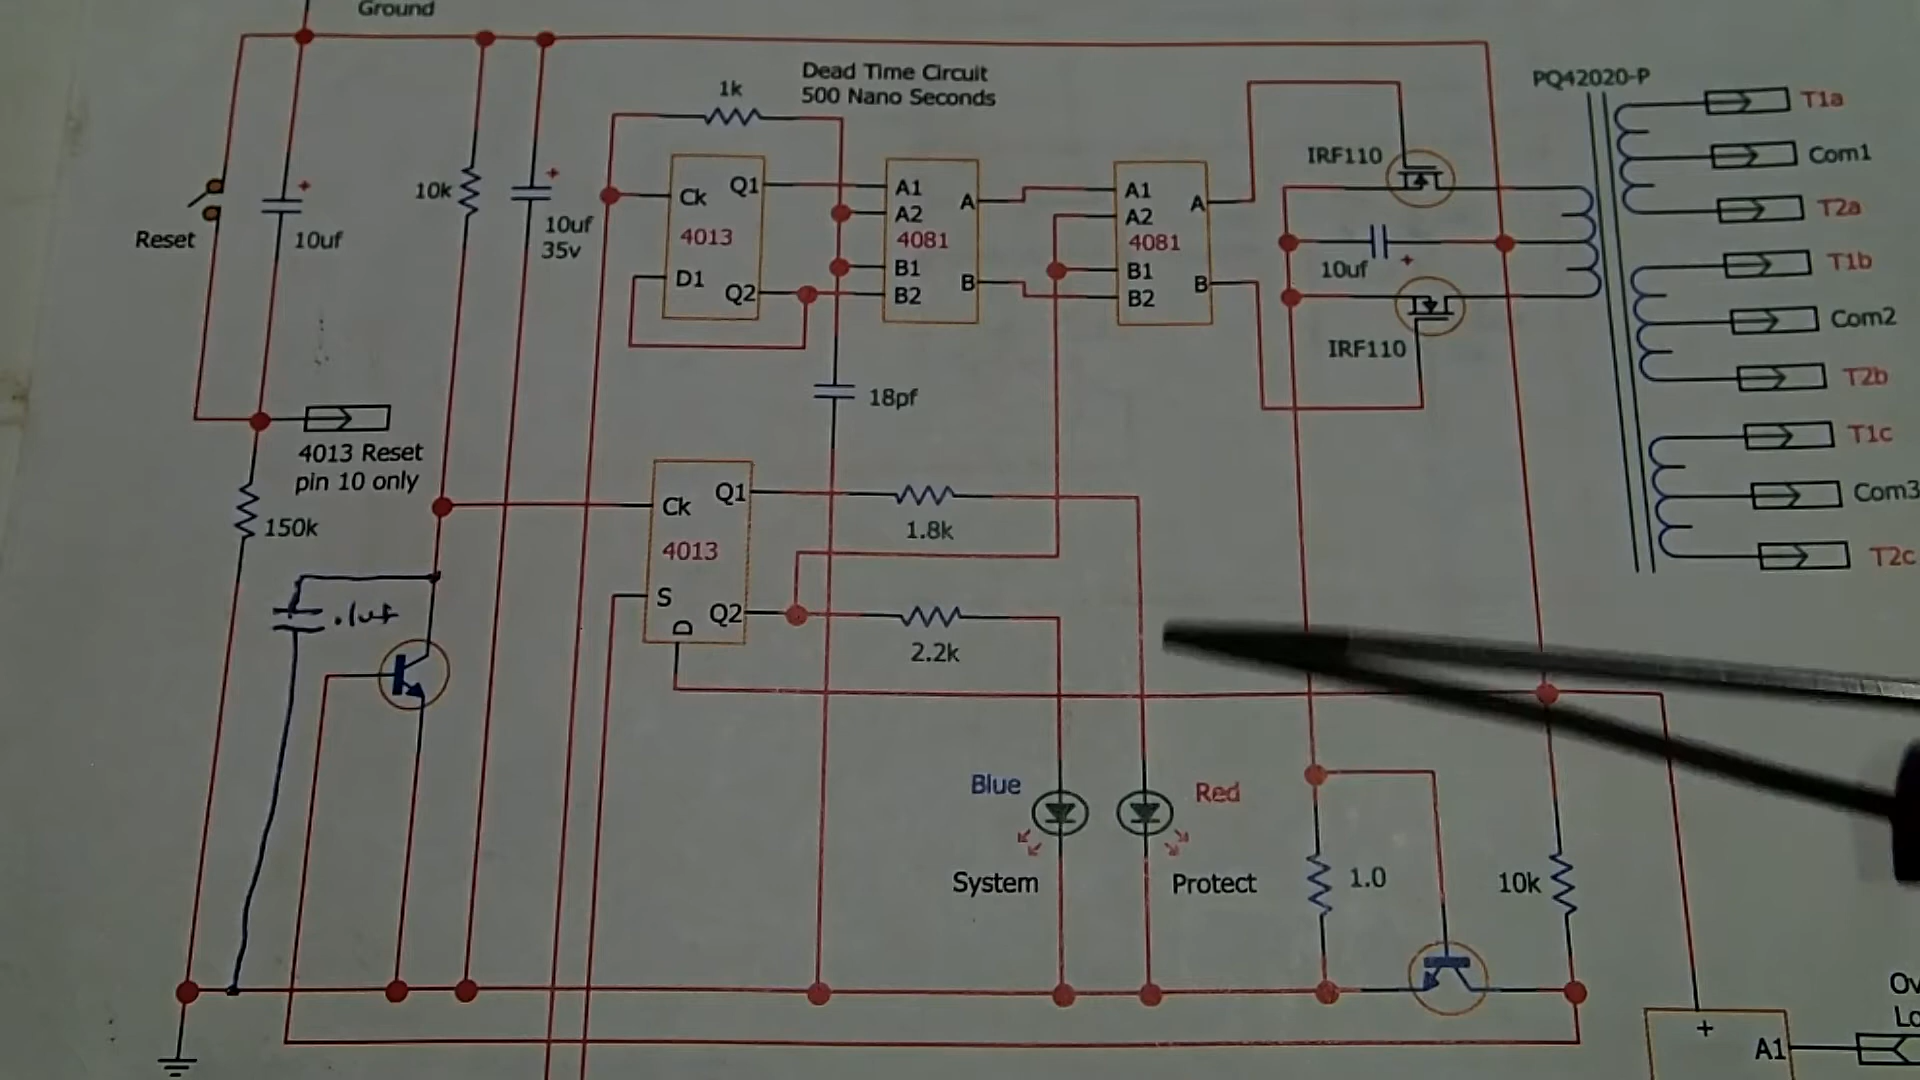 Ground
Dead Time Circuit
500 Nano Seconds
PQ42020-P
1k
T1a
Com1
T2a
T1b
Com2
T2b
T1c
Com3
T2c
Reset
+
10uf
10k
+
10uf
35v
Ck
Q1
4013
D1
Q2
A1
A2
4081
B1
B2
A
B
A1
A2
4081
B1
B2
A
B
IRF110
10uf
+
IRF110
18pf
4013 Reset
pin 10 only
150k
.1uf
Ck
Q1
4013
S
D
Q2
1.8k
2.2k
Blue
System
Red
Protect
1.0
10k
+
A1